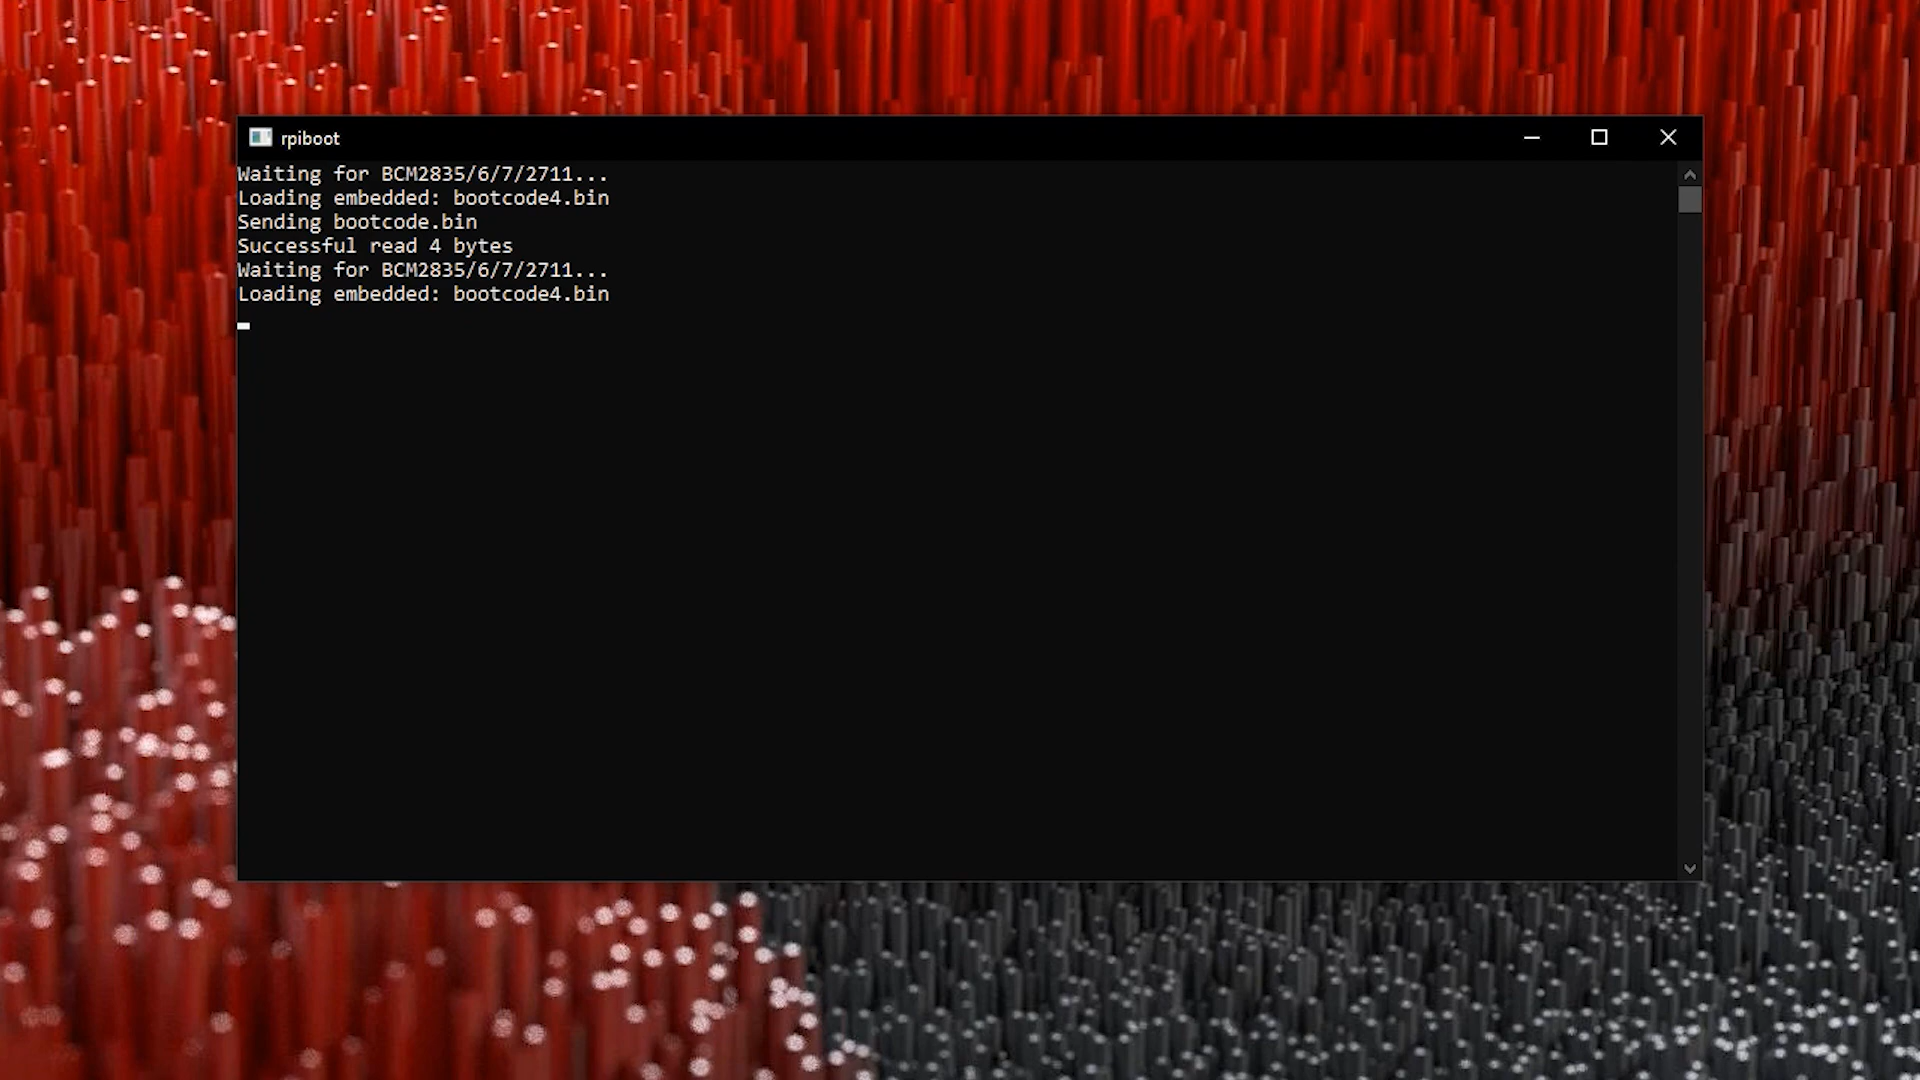 rpiboot
Waiting for BCM2835/6/7/2711...
Loading embedded: bootcode4.bin
Sending bootcode.bin
Successful read 4 bytes
Waiting for BCM2835/6/7/2711...
Loading embedded: bootcode4.bin